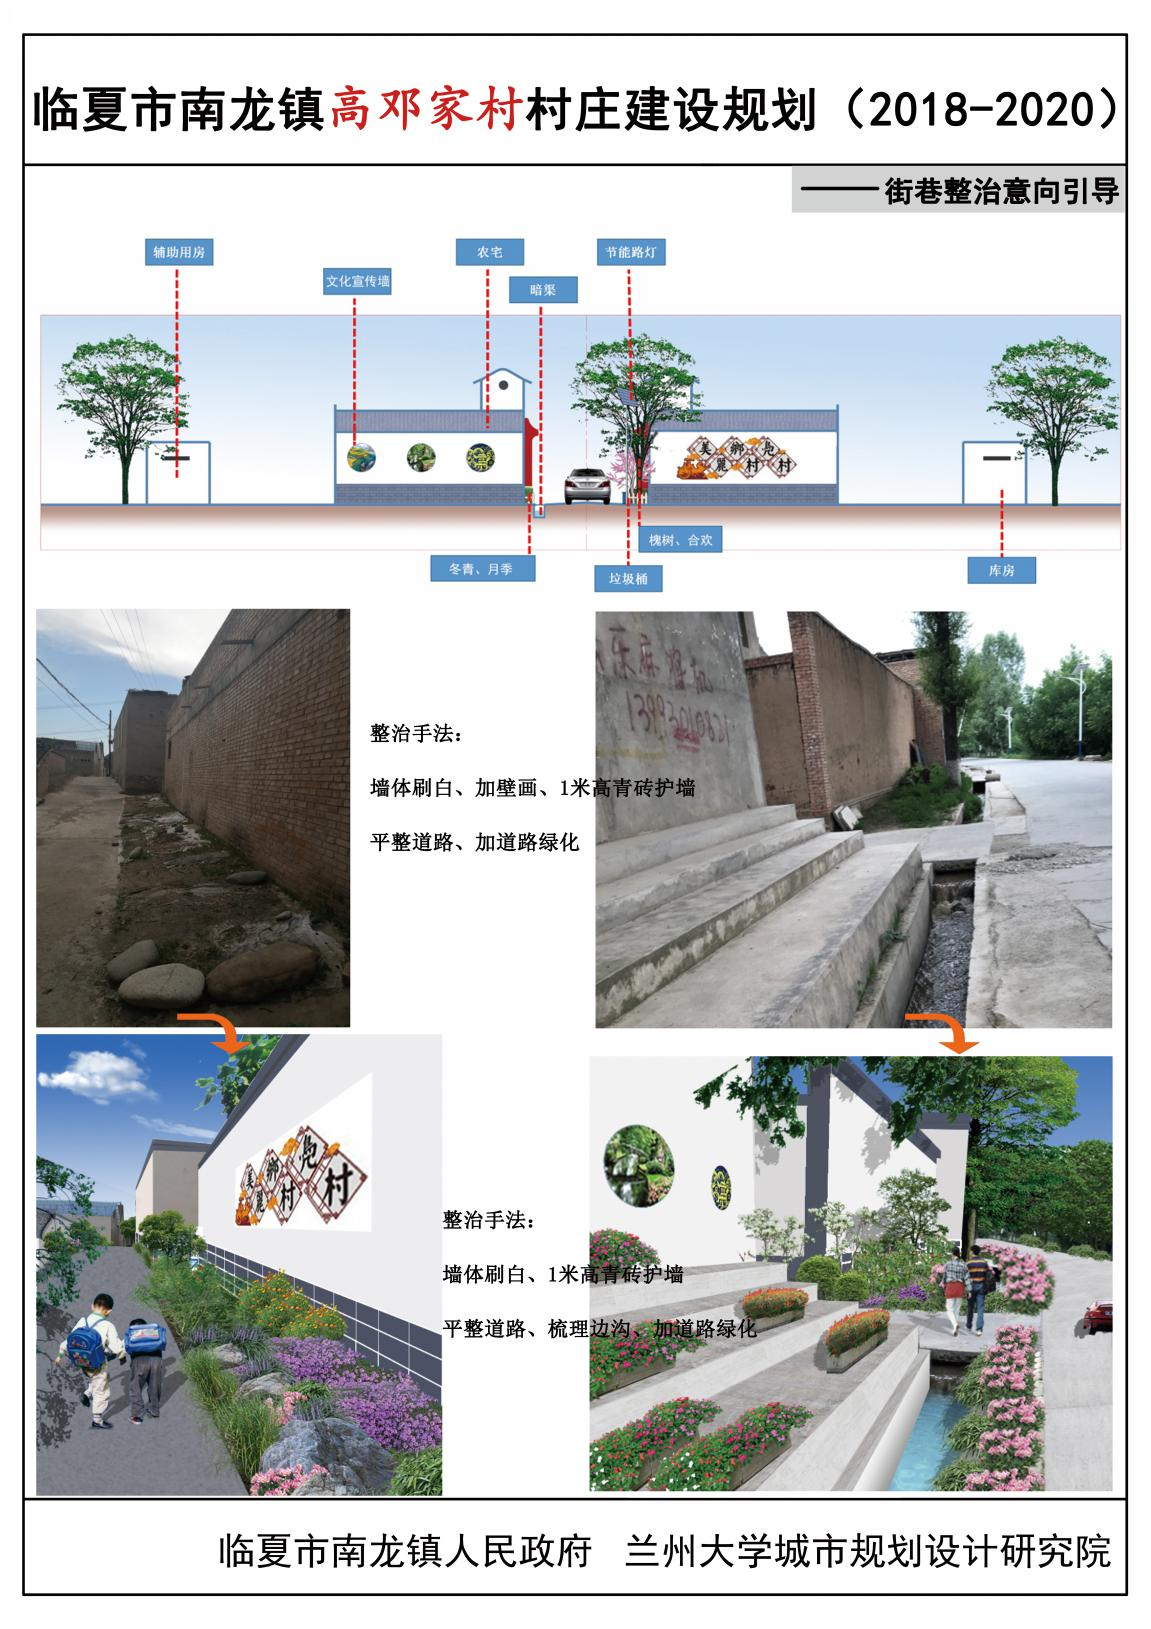 临夏市南龙镇高邓家村村庄建设规划（2018-2020）
——街巷整治意向引导
辅助用房
农宅
节能路灯
文化宣传墙
暗渠
美麗鄉村
槐树、合欢
冬青、月季
垃圾桶
库房
整治手法：
墙体刷白、加壁画、1米高青砖护墙
平整道路、加道路绿化
美麗鄉村
整治手法：
墙体刷白、1米高青砖护墙
平整道路、梳理边沟、加道路绿化
临夏市南龙镇人民政府 兰州大学城市规划设计研究院